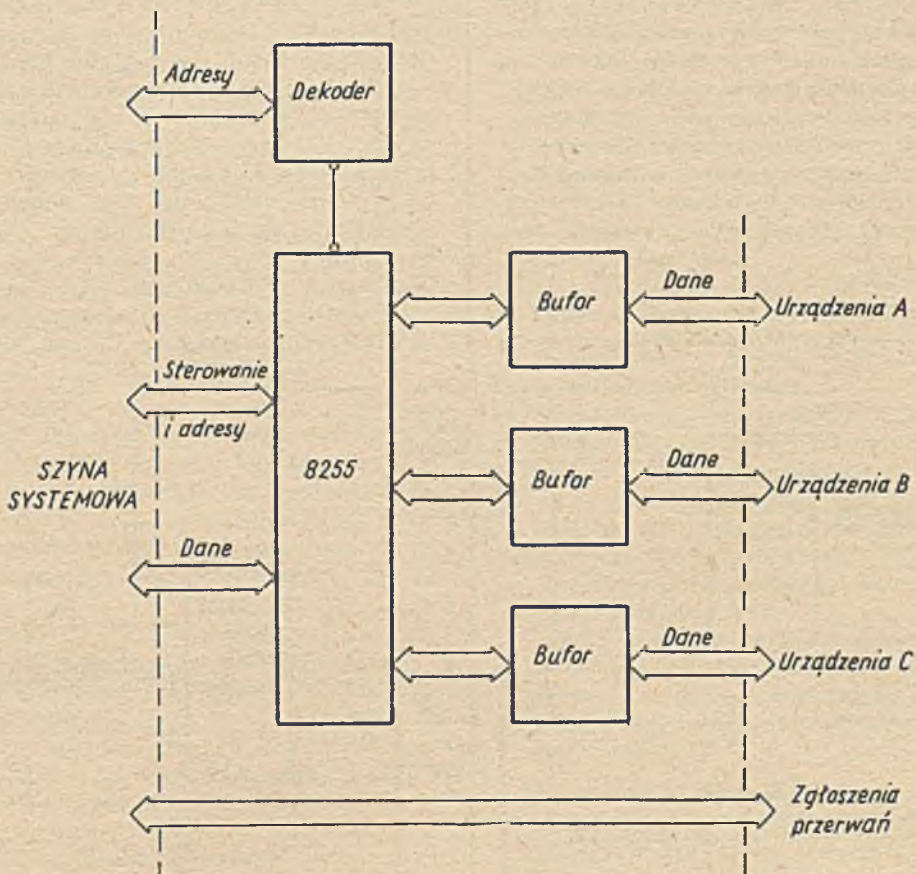 Adresy
Dekoder
Bufor
Dane
Urządzenia A
Sterowanie
i adresy
8255
SZYNA
SYSTEMOWA
Bufor
Dane
Urządzenia B
Dane
Bufor
Dane
Urządzenia C
Zgłoszenia
przerwań